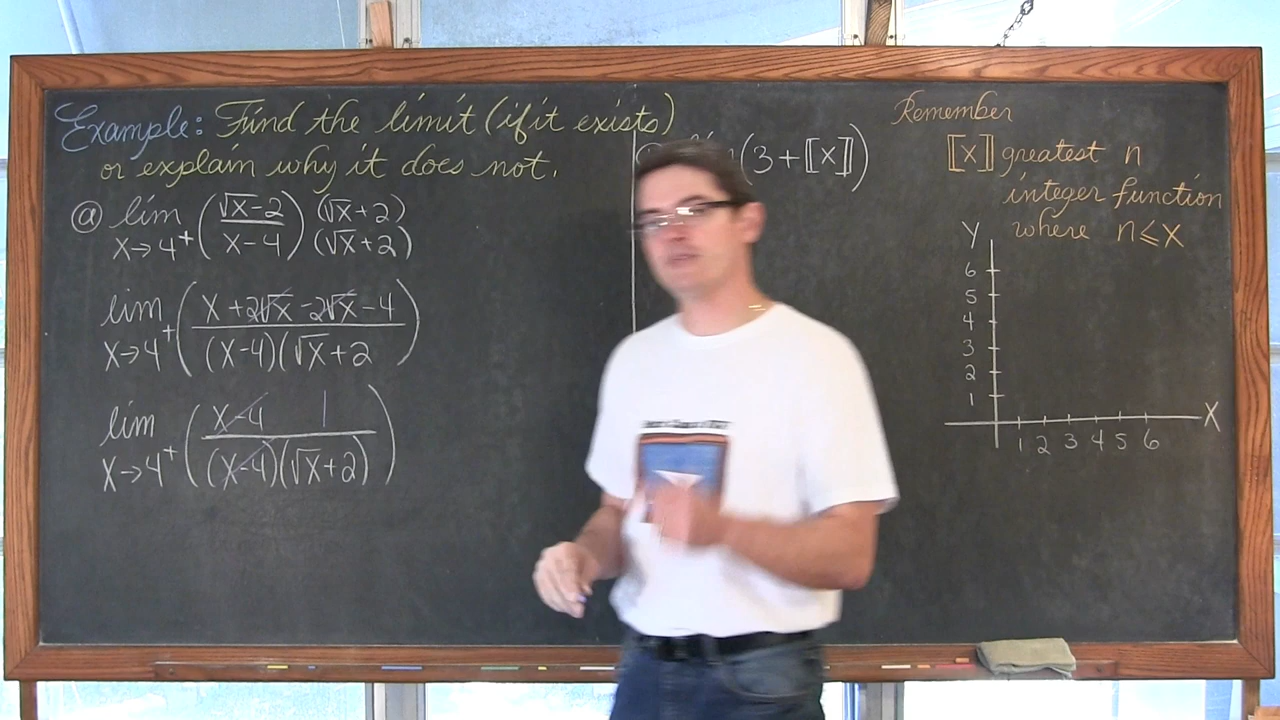 Example: Find the limit (if it exists)
or explain why it does not.
ⓐ lim (√x-2 / x-4) (√x+2) / (√x+2)
x→4⁺
lim (x+2√x-2√x-4 / (x-4)(√x+2)
x→4⁺
lim (x-4 1 / (x-4)(√x+2))
x→4⁺
(3+⟦x⟧)
Remember
⟦x⟧ greatest n
integer function
where n≤x
Y
6
5
4
3
2
1
X
1 2 3 4 5 6